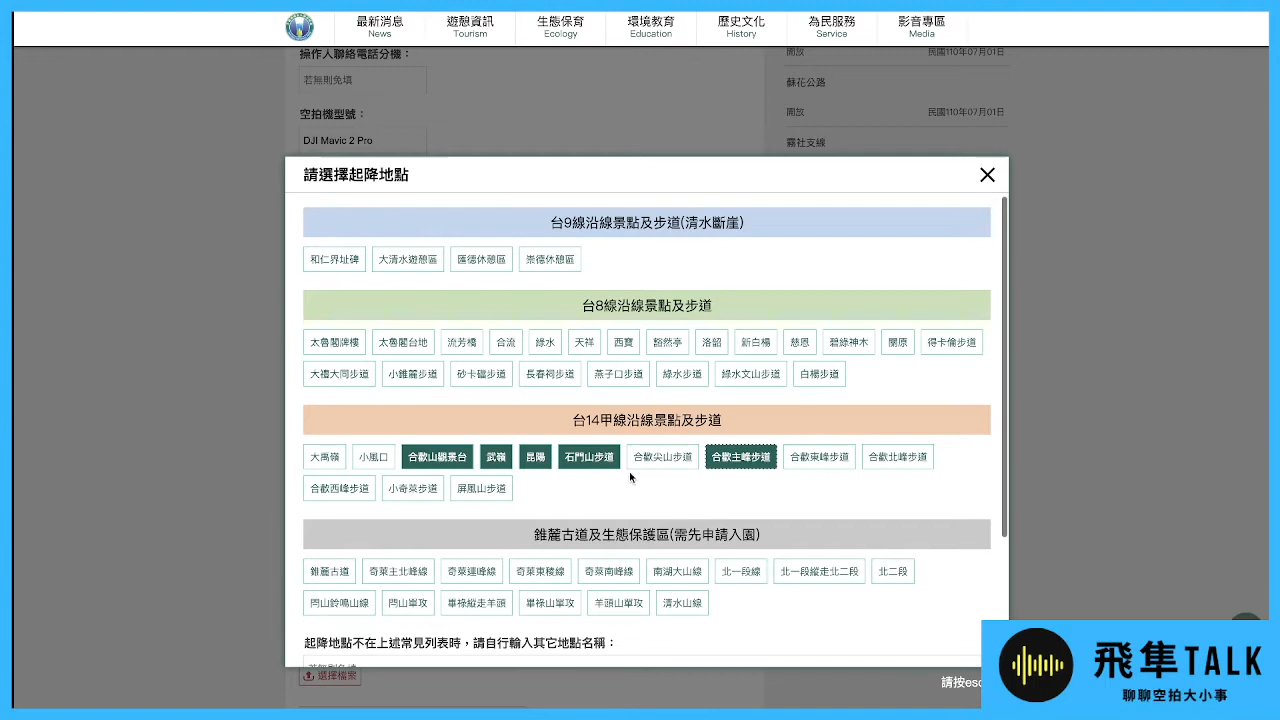 最新消息 遊憩資訊 生態保育 環境教育 歷史文化 為民服務 影音專區
News Tourism Ecology Education History Service Media
操作人聯絡電話分機：
若無則免填
空拍機型號：
DJI Mavic 2 Pro
開放 民國110年07月01日
蘇花公路
開放 民國110年07月01日
霧社支線
請選擇起降地點
台9線沿線景點及步道(清水斷崖)
和仁界址碑 大清水遊憩區 匯德休憩區 崇德休憩區
台8線沿線景點及步道
太魯閣牌樓 太魯閣台地 流芳橋 合流 綠水 天祥 西寶 豁然亭 洛韶 新白楊 慈恩 碧綠神木 關原 得卡倫步道
大禮大同步道 小錐麓步道 砂卡礑步道 長春祠步道 燕子口步道 綠水步道 綠水文山步道 白楊步道
台14甲線沿線景點及步道
大禹嶺 小風口 合歡山觀景台 武嶺 昆陽 石門山步道 合歡尖山步道 合歡主峰步道 合歡東峰步道 合歡北峰步道
合歡西峰步道 小奇萊步道 屏風山步道
錐麓古道及生態保護區(需先申請入園)
錐麓古道 奇萊主北峰線 奇萊連峰線 奇萊東稜線 奇萊南峰線 南湖大山線 北一段線 北一段縱走北二段 北二段
閂山鈴鳴山線 閂山單攻 畢祿縱走羊頭 畢祿山單攻 羊頭山單攻 清水山線
起降地點不在上述常見列表時，請自行輸入其它地點名稱：
若無則免填
選擇檔案
請按esc
飛隼TALK
聊聊空拍大小事